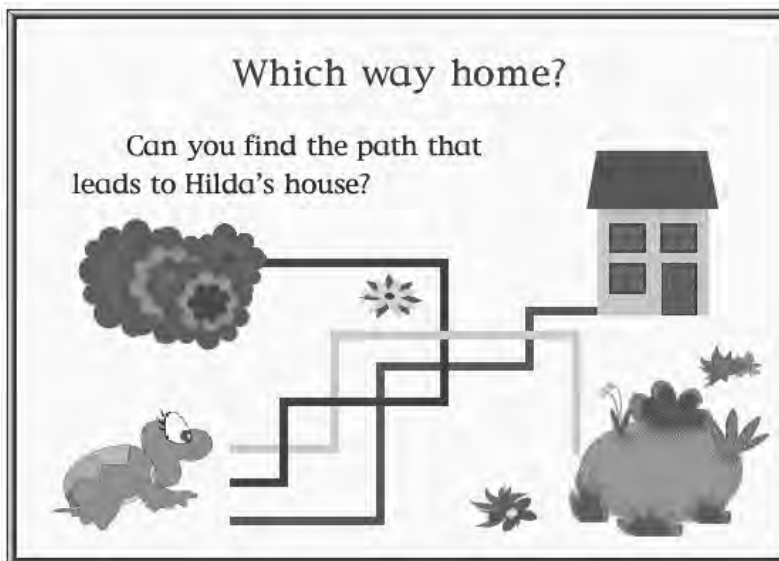 Which way home?
Can you find the path that
leads to Hilda's house?